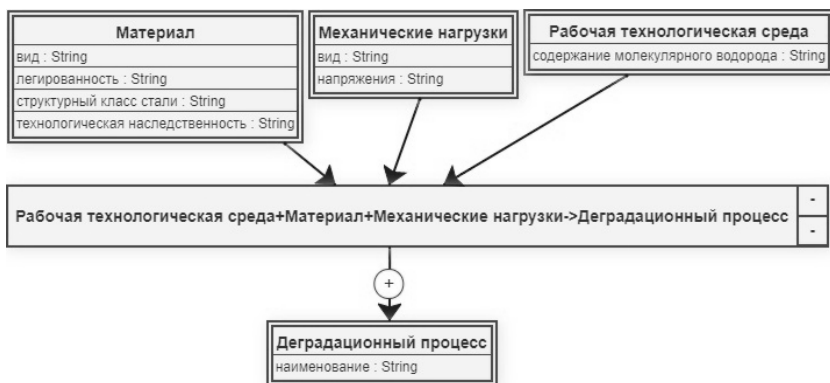 Материал
вид : String
легированность : String
структурный класс стали : String
технологическая наследственность : String
Механические нагрузки
вид : String
напряжения : String
Рабочая технологическая среда
содержание молекулярного водорода : String
Рабочая технологическая среда+Материал+Механические нагрузки->Деградационный процесс
-
-
+
Деградационный процесс
наименование : String